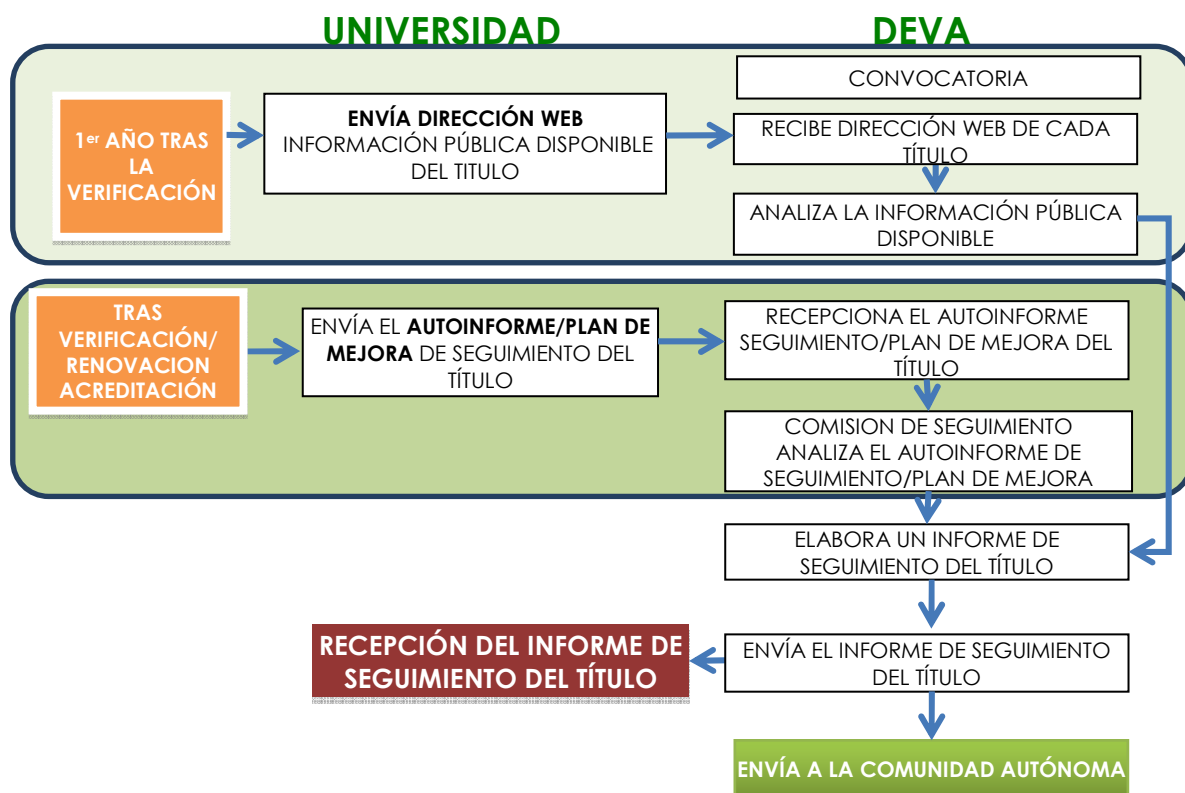 UNIVERSIDAD
DEVA
CONVOCATORIA
1er AÑO TRAS
LA
VERIFICACIÓN
ENVÍA DIRECCIÓN WEB
INFORMACIÓN PÚBLICA DISPONIBLE
DEL TITULO
RECIBE DIRECCIÓN WEB DE CADA
TÍTULO
ANALIZA LA INFORMACIÓN PÚBLICA
DISPONIBLE
TRAS
VERIFICACIÓN/
RENOVACION
ACREDITACIÓN
ENVÍA EL AUTOINFORME/PLAN DE
MEJORA DE SEGUIMIENTO DEL
TÍTULO
RECEPCIONA EL AUTOINFORME
SEGUIMIENTO/PLAN DE MEJORA DEL
TÍTULO
COMISION DE SEGUIMIENTO
ANALIZA EL AUTOINFORME DE
SEGUIMIENTO/PLAN DE MEJORA
ELABORA UN INFORME DE
SEGUIMIENTO DEL TÍTULO
RECEPCIÓN DEL INFORME DE
SEGUIMIENTO DEL TÍTULO
ENVÍA EL INFORME DE SEGUIMIENTO
DEL TÍTULO
ENVÍA A LA COMUNIDAD AUTÓNOMA